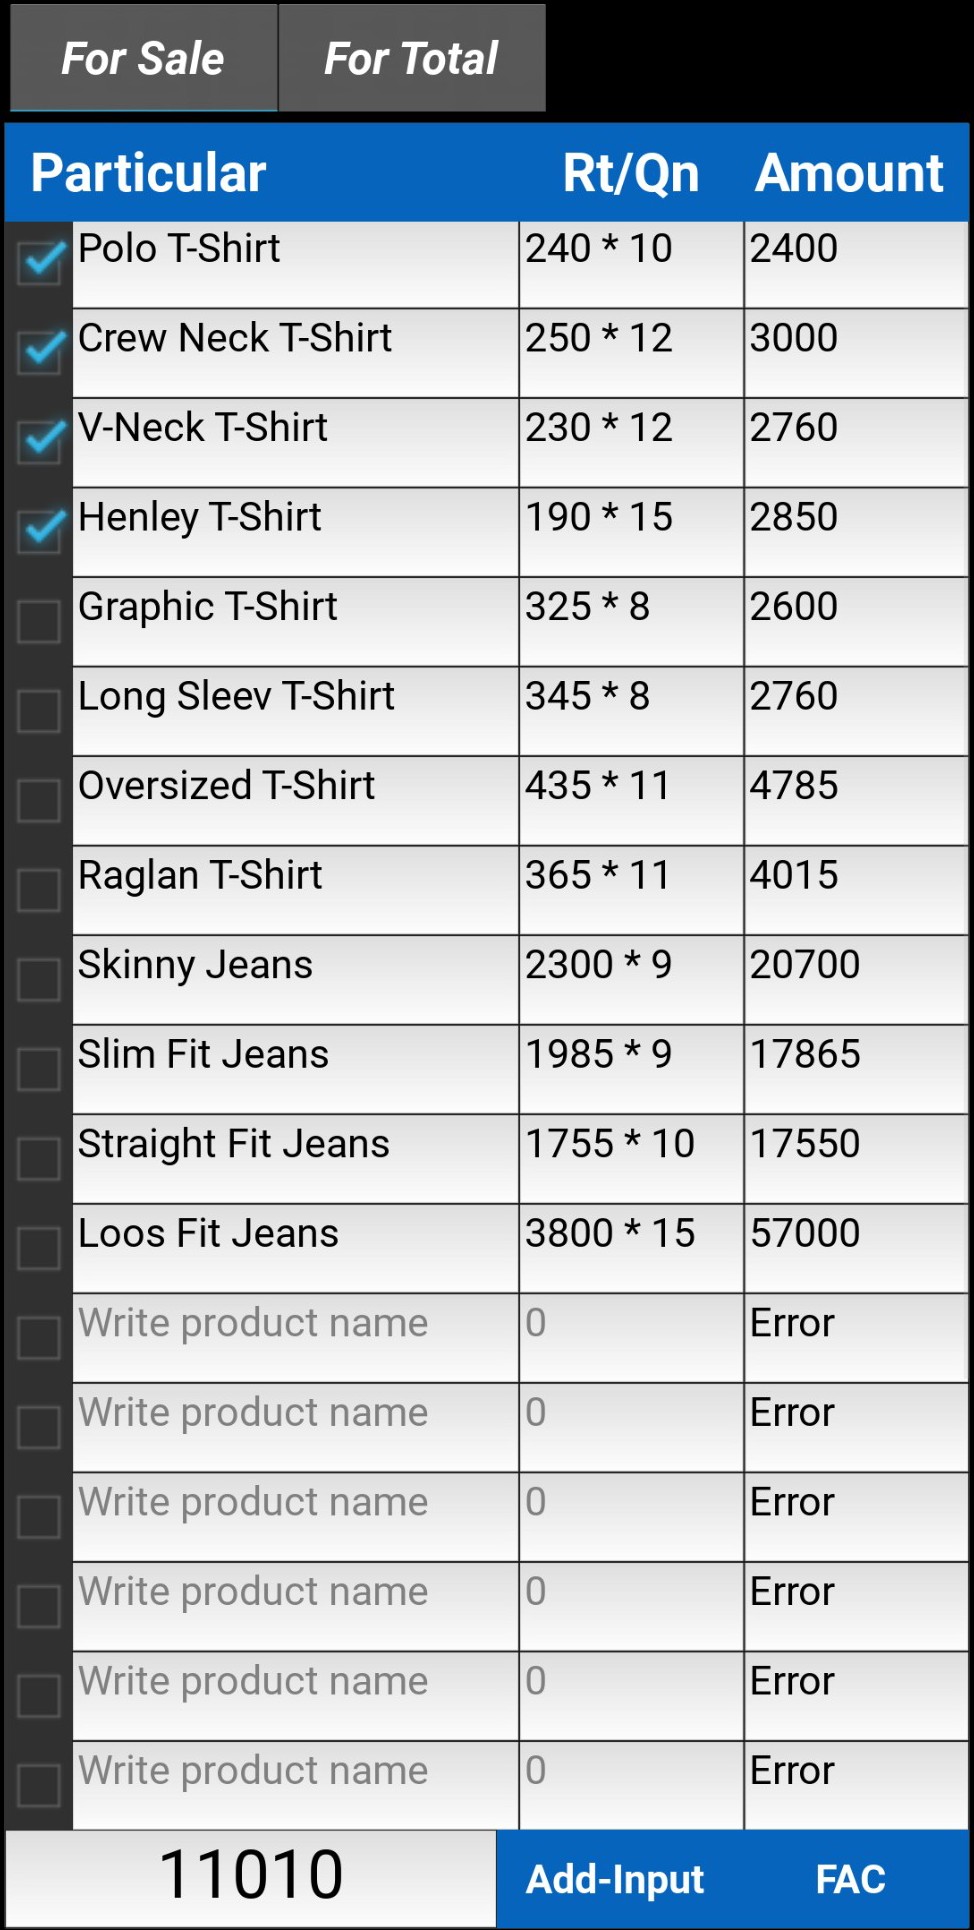 For Sale For Total
Particular Rt/Qn Amount
Polo T-Shirt 240 * 10 2400
Crew Neck T-Shirt 250 * 12 3000
V-Neck T-Shirt 230 * 12 2760
Henley T-Shirt 190 * 15 2850
Graphic T-Shirt 325 * 8 2600
Long Sleev T-Shirt 345 * 8 2760
Oversized T-Shirt 435 * 11 4785
Raglan T-Shirt 365 * 11 4015
Skinny Jeans 2300 * 9 20700
Slim Fit Jeans 1985 * 9 17865
Straight Fit Jeans 1755 * 10 17550
Loos Fit Jeans 3800 * 15 57000
Write product name 0 Error
Write product name 0 Error
Write product name 0 Error
Write product name 0 Error
Write product name 0 Error
Write product name 0 Error
11010 Add-Input FAC